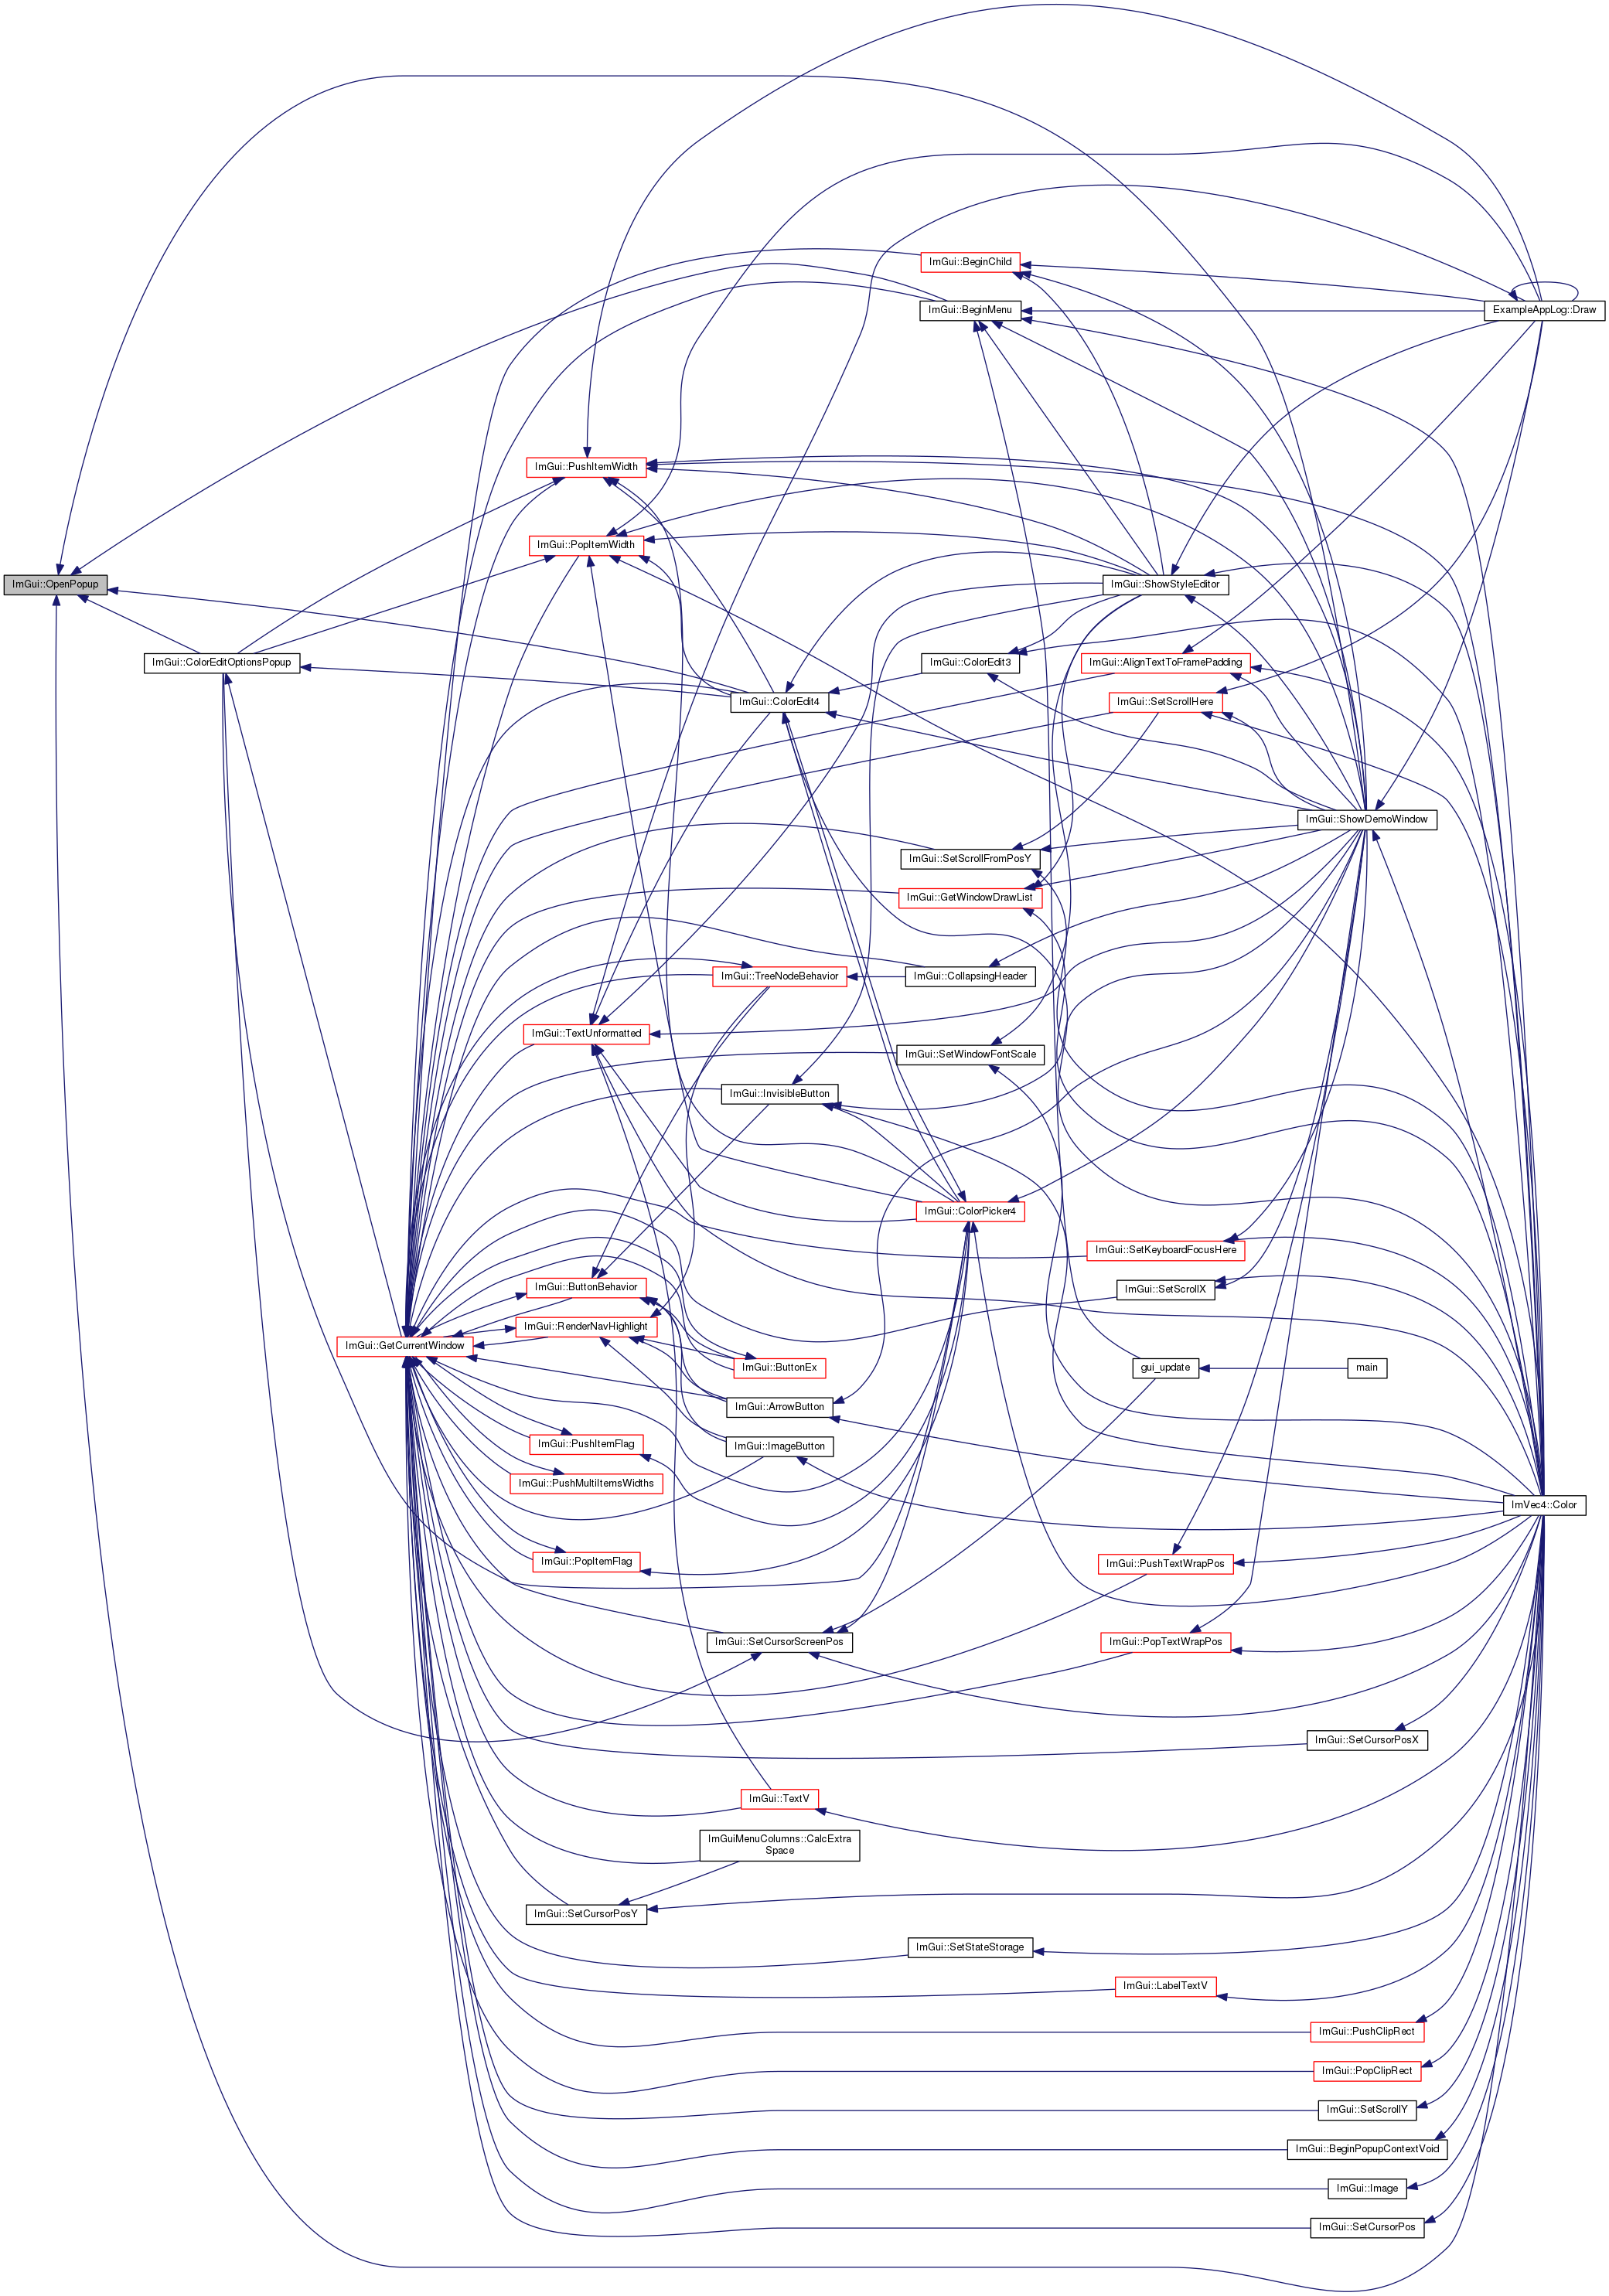 ImGui::BeginChild
ImGui::BeginMenu
ExampleAppLog::Draw
ImGui::PushItemWidth
ImGui::PopItemWidth
ImGui::OpenPopup
ImGui::ShowStyleEditor
ImGui::ColorEditOptionsPopup
ImGui::ColorEdit3
ImGui::AlignTextToFramePadding
ImGui::ColorEdit4
ImGui::SetScrollHere
ImGui::ShowDemoWindow
ImGui::SetScrollFromPosY
ImGui::GetWindowDrawList
ImGui::TreeNodeBehavior
ImGui::CollapsingHeader
ImGui::TextUnformatted
ImGui::SetWindowFontScale
ImGui::InvisibleButton
ImGui::ColorPicker4
ImGui::SetKeyboardFocusHere
ImGui::ButtonBehavior
ImGui::SetScrollX
ImGui::RenderNavHighlight
ImGui::GetCurrentWindow
ImGui::ButtonEx
gui_update
main
ImGui::ArrowButton
ImGui::PushItemFlag
ImGui::ImageButton
ImGui::PushMultiItemsWidths
ImVec4::Color
ImGui::PopItemFlag
ImGui::PushTextWrapPos
ImGui::SetCursorScreenPos
ImGui::PopTextWrapPos
ImGui::SetCursorPosX
ImGui::TextV
ImGuiMenuColumns::CalcExtra
Space
ImGui::SetCursorPosY
ImGui::SetStateStorage
ImGui::LabelTextV
ImGui::PushClipRect
ImGui::PopClipRect
ImGui::SetScrollY
ImGui::BeginPopupContextVoid
ImGui::Image
ImGui::SetCursorPos